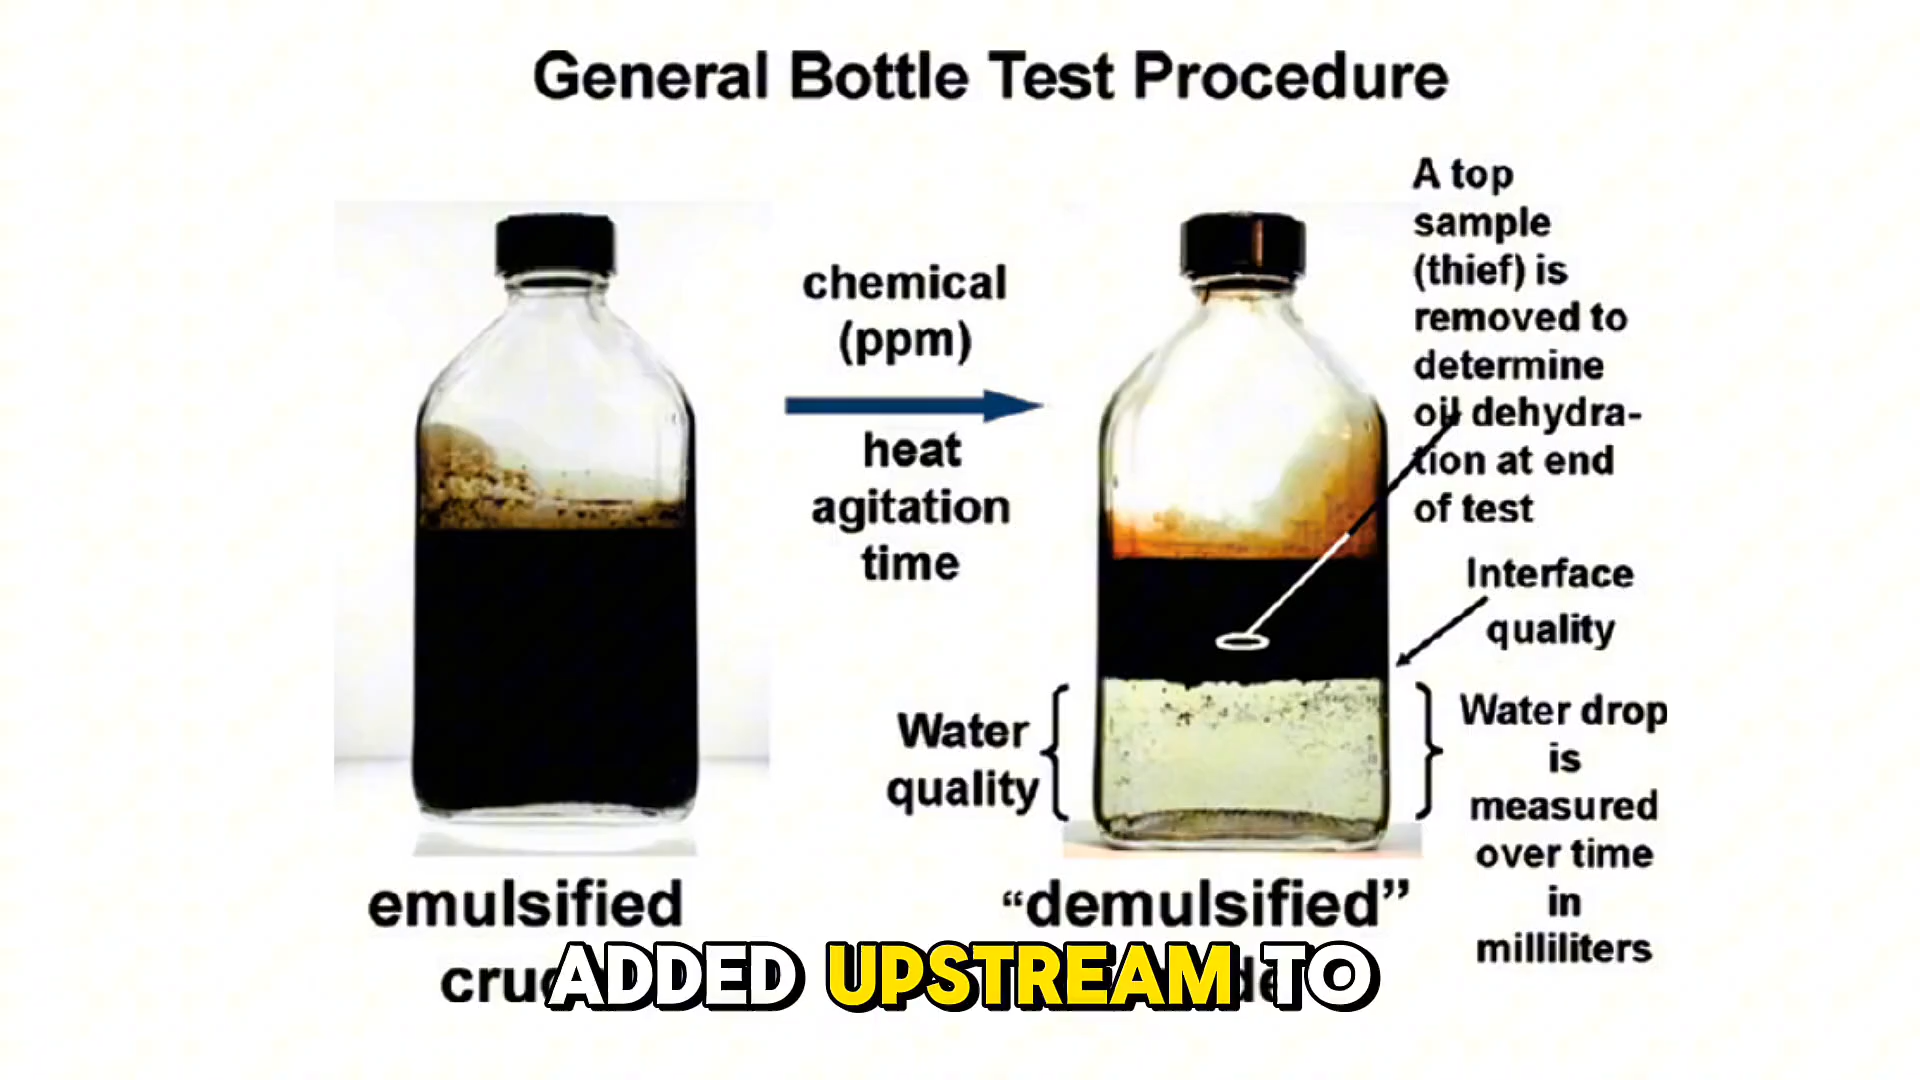 General Bottle Test Procedure
chemical
(ppm)
heat
agitation
time
A top
sample
(thief) is
removed to
determine
oil dehydra-
tion at end
of test
Interface
quality
Water
quality
Water drop
is
measured
over time
in
milliliters
emulsified
“demulsified”
ADDED UPSTREAM TO